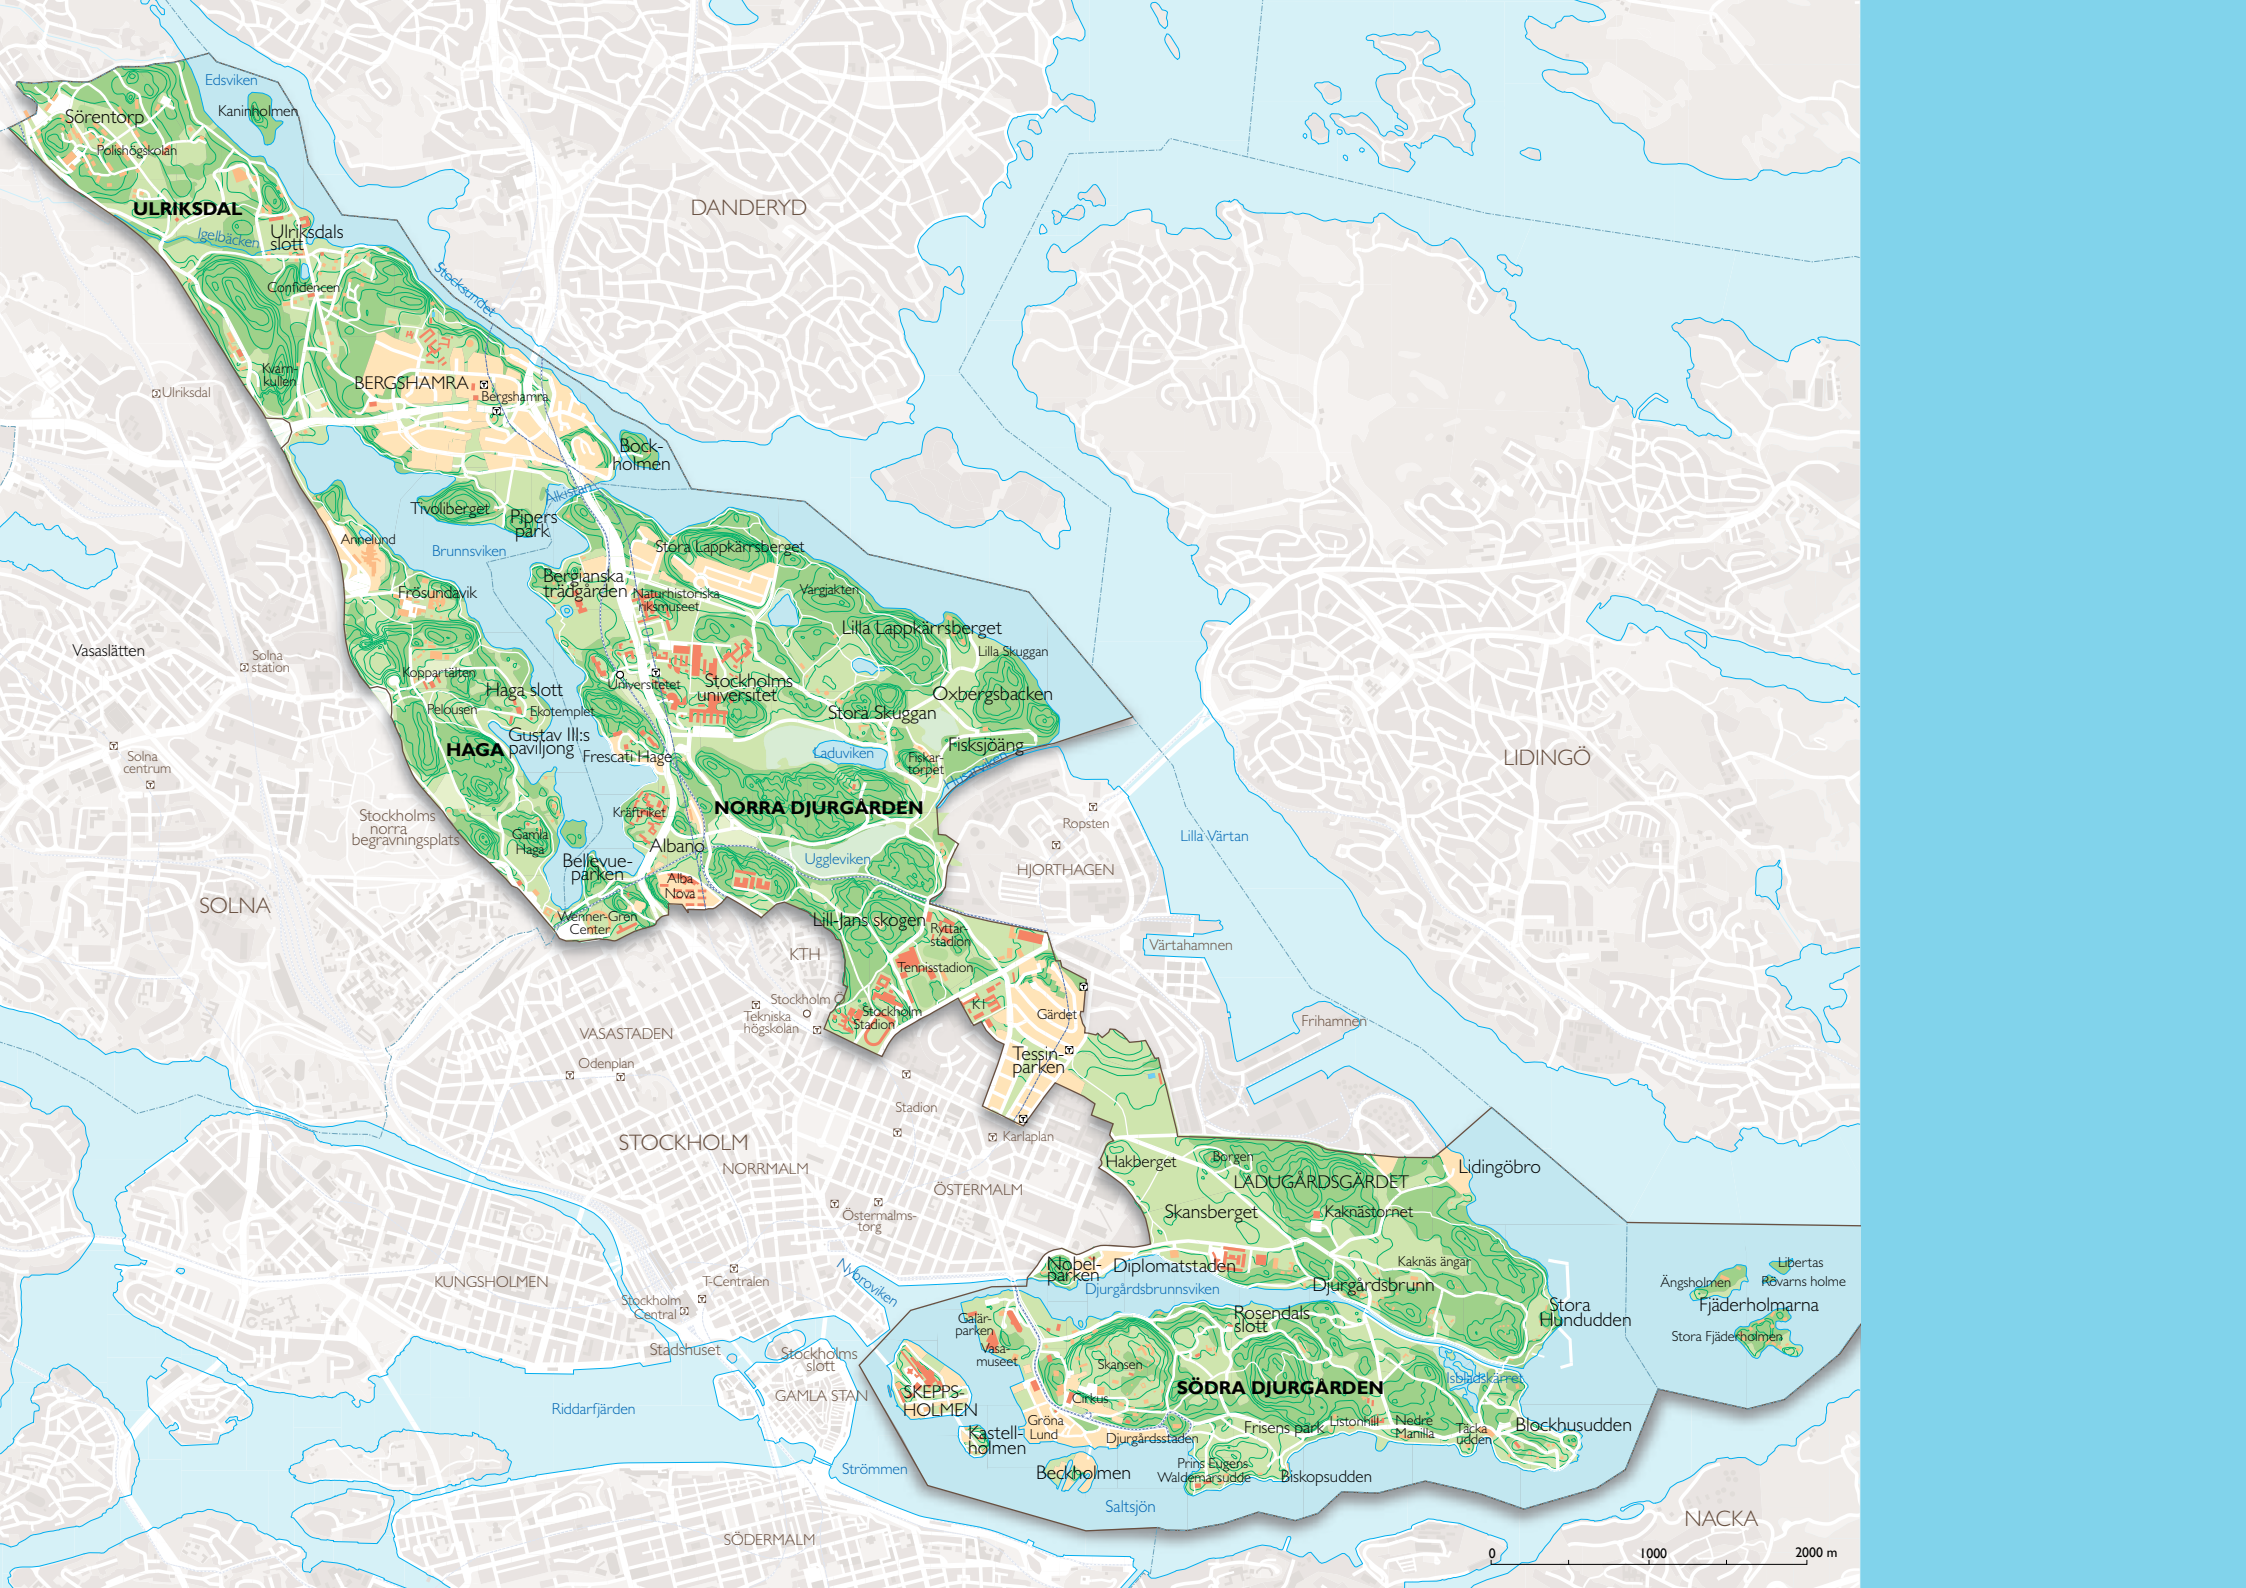 Edsviken
Kaninholmen
Sörentorp
Polishögskolan
ULRIKSDAL
Igelbäcken
Ulriksdals
slott
DANDERYD
Confidencen
Stocksundet
Kvarn-
kullen
BERGSHAMRA
Bergshamra
Ulriksdal
Bock-
holmen
Ålkistan
Tivoliberget
Pipers
park
Annelund
Brunnsviken
Stora Lappkärrsberget
Bergianska
trädgården
Naturhistoriska
riksmuseet
Vargjakten
Frösundavik
Lilla Lappkärrsberget
Lilla Skuggan
Vasaslätten
Solna
station
Koppartälten
Haga slott
Universitetet
Stockholms
universitet
Oxbergsbacken
Pelousen
Ekotemplet
Stora Skuggan
Gustav III:s
paviljong
HAGA
Frescati Hage
Laduviken
Fisksjöäng
Fiskar-
torpet
Husarviken
LIDINGÖ
Solna
centrum
NORRA DJURGÅRDEN
Kräftriket
Stockholms
norra
begravningsplats
Ropsten
Lilla Värtan
Gamla
Haga
Albano
Uggleviken
Bellevue-
parken
HJORTHAGEN
Alba
Nova
SOLNA
Wenner-Gren
Center
Lill-Jans skogen
Ryttar-
stadion
Värtahamnen
KTH
Tennisstadion
Stockholm Ö
Tekniska
högskolan
Stockholm
Stadion
K1
Gärdet
Frihamnen
VASASTADEN
Odenplan
Tessin-
parken
Stadion
Karlaplan
STOCKHOLM
NORRMALM
Hakberget
Borgen
Lidingöbro
LADUGÅRDSGÄRDET
ÖSTERMALM
Skansberget
Kaknästornet
Östermalms-
torg
Nobel-
parken
Diplomatstaden
Kaknäs ängar
Libertas
Ängsholmen
Rövarns holme
Fjäderholmarna
Stora Fjäderholmen
KUNGSHOLMEN
T-Centralen
Nybroviken
Djurgårdsbrunnsviken
Djurgårdsbrunn
Stockholm
Central
Stora
Hundudden
Galär-
parken
Rosendals
slott
Stadshuset
Stockholms
slott
Vasa-
museet
Skansen
Isbladskärret
SÖDRA DJURGÅRDEN
GAMLA STAN
SKEPPS-
HOLMEN
Cirkus
Riddarfjärden
Gröna
Lund
Frisens park
Listonhill
Nedre
Manilla
Täcka
udden
Blockhusudden
Kastell-
holmen
Djurgårdsstaden
Strömmen
Beckholmen
Prins Eugens
Waldemarsudde
Biskopsudden
Saltsjön
NACKA
SÖDERMALM
0 1000 2000 m